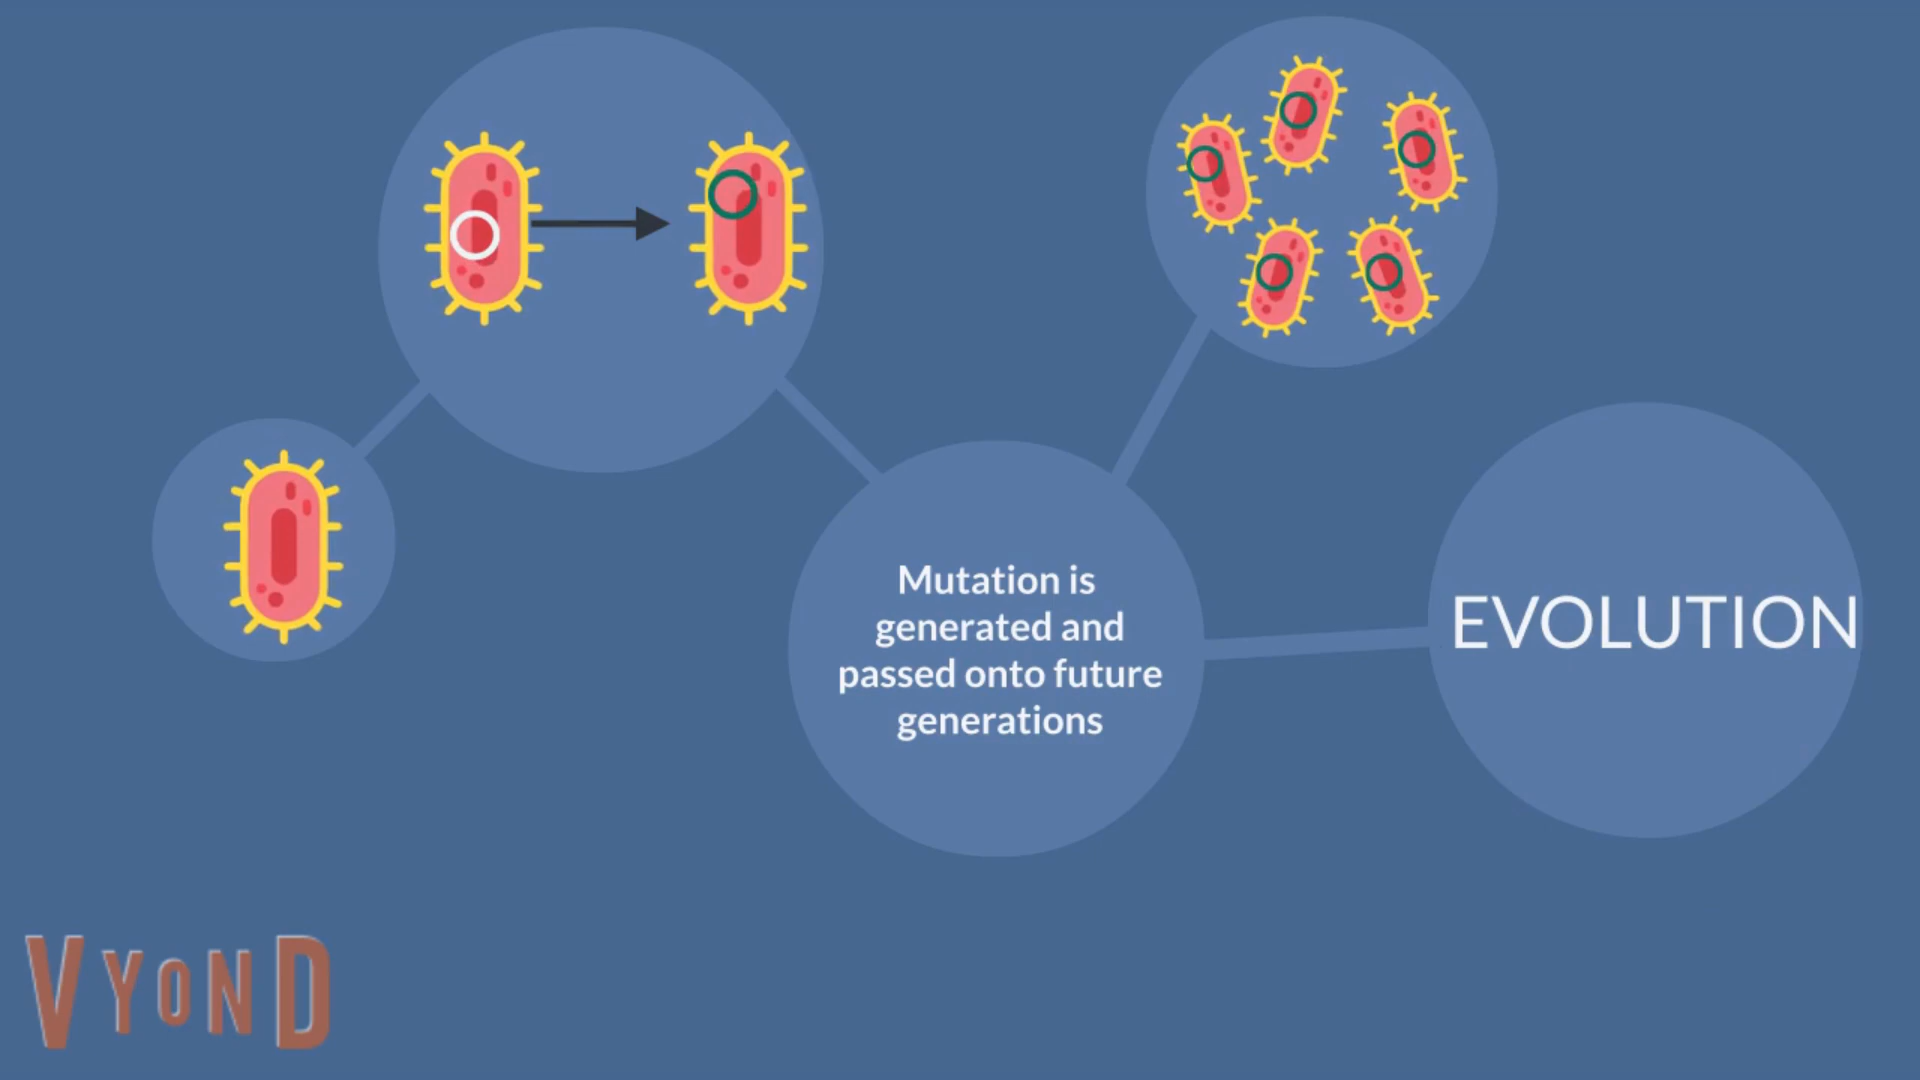 Mutation is
generated and
passed onto future
generations
EVOLUTION
VYOND